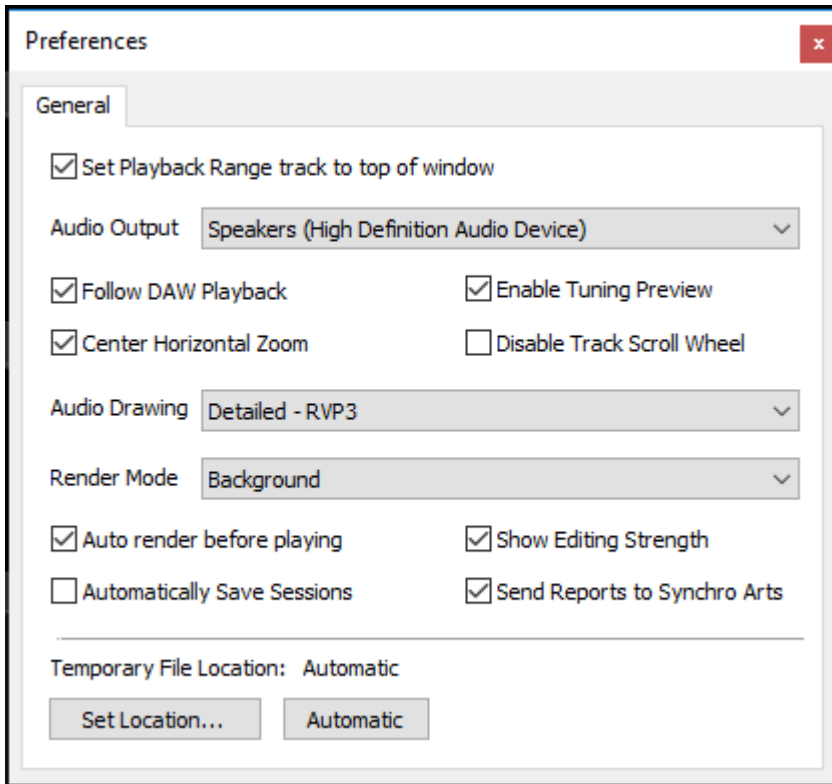 Preferences
x
General
Set Playback Range track to top of window
Audio Output Speakers (High Definition Audio Device)
Follow DAW Playback Enable Tuning Preview
Center Horizontal Zoom Disable Track Scroll Wheel
Audio Drawing Detailed - RVP3
Render Mode Background
Auto render before playing Show Editing Strength
Automatically Save Sessions Send Reports to Synchro Arts
Temporary File Location: Automatic
Set Location... Automatic